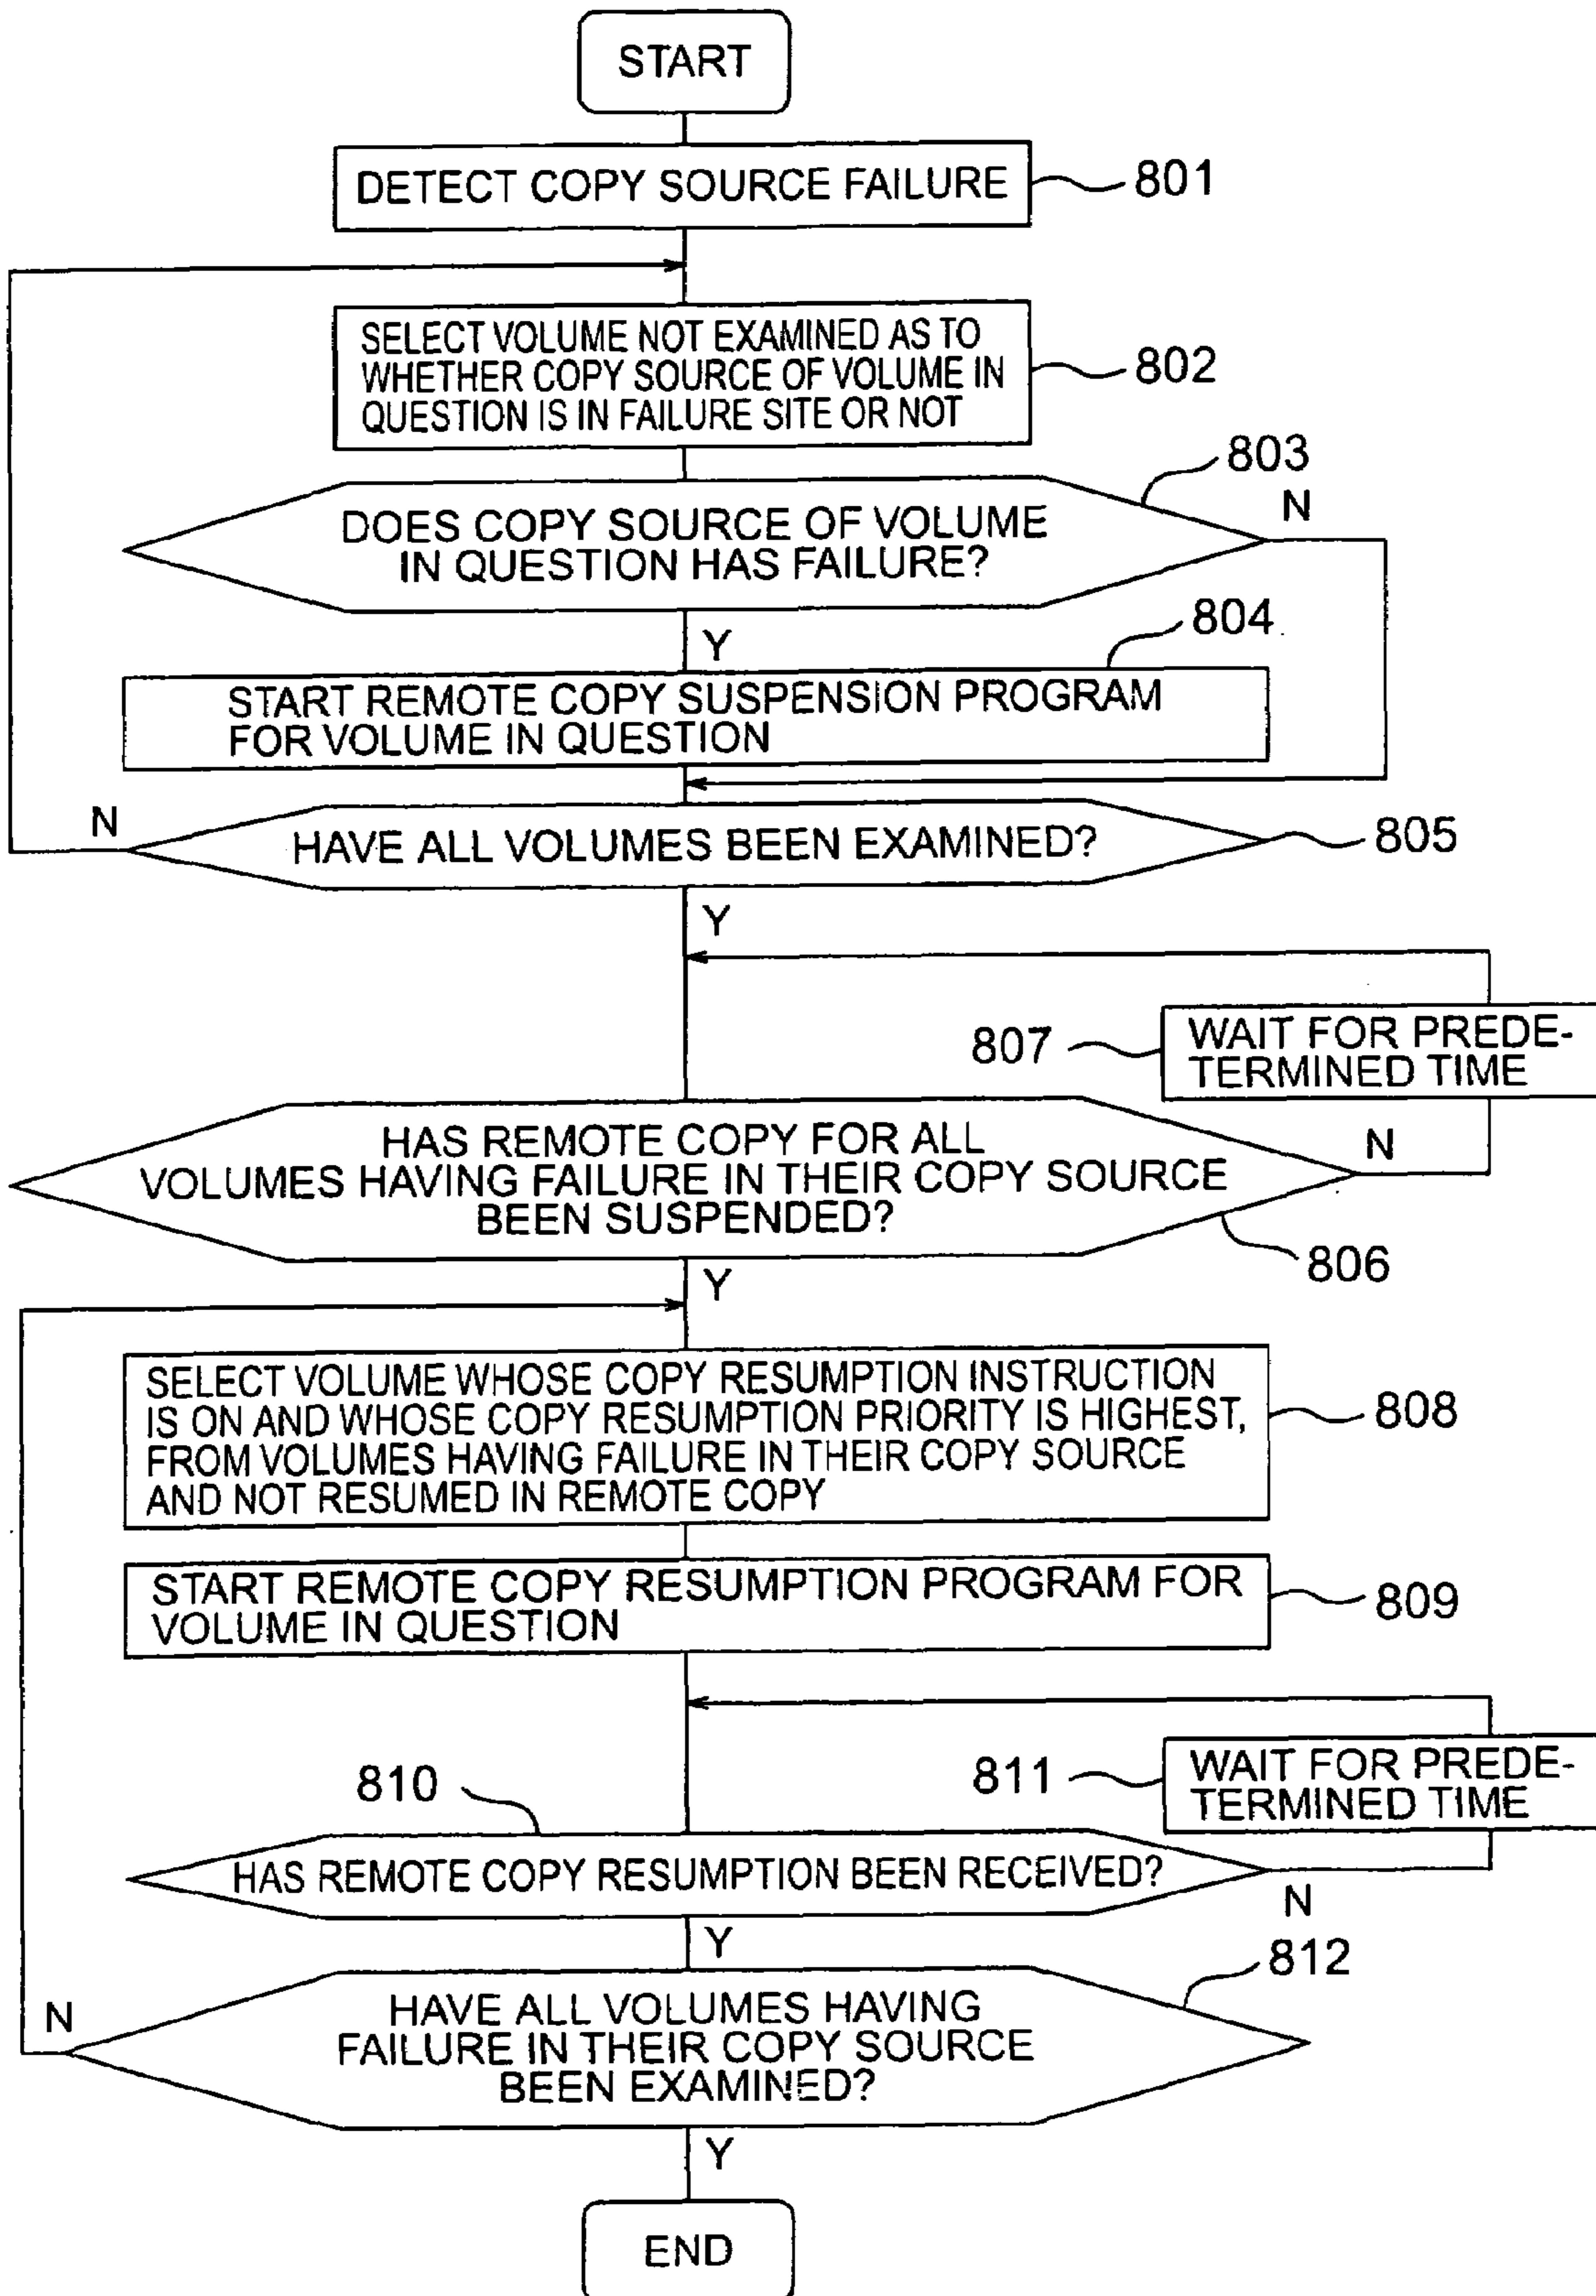 START
DETECT COPY SOURCE FAILURE
801
SELECT VOLUME NOT EXAMINED AS TO
WHETHER COPY SOURCE OF VOLUME IN
QUESTION IS IN FAILURE SITE OR NOT
802
803
DOES COPY SOURCE OF VOLUME
IN QUESTION HAS FAILURE?
N
Y
804
START REMOTE COPY SUSPENSION PROGRAM
FOR VOLUME IN QUESTION
N
HAVE ALL VOLUMES BEEN EXAMINED?
805
Y
807
WAIT FOR PREDE-
TERMINED TIME
HAS REMOTE COPY FOR ALL
VOLUMES HAVING FAILURE IN THEIR COPY SOURCE
BEEN SUSPENDED?
N
806
Y
SELECT VOLUME WHOSE COPY RESUMPTION INSTRUCTION
IS ON AND WHOSE COPY RESUMPTION PRIORITY IS HIGHEST,
FROM VOLUMES HAVING FAILURE IN THEIR COPY SOURCE
AND NOT RESUMED IN REMOTE COPY
808
START REMOTE COPY RESUMPTION PROGRAM FOR
VOLUME IN QUESTION
809
811
WAIT FOR PREDE-
TERMINED TIME
810
HAS REMOTE COPY RESUMPTION BEEN RECEIVED?
N
Y
812
N
HAVE ALL VOLUMES HAVING
FAILURE IN THEIR COPY SOURCE
BEEN EXAMINED?
Y
END